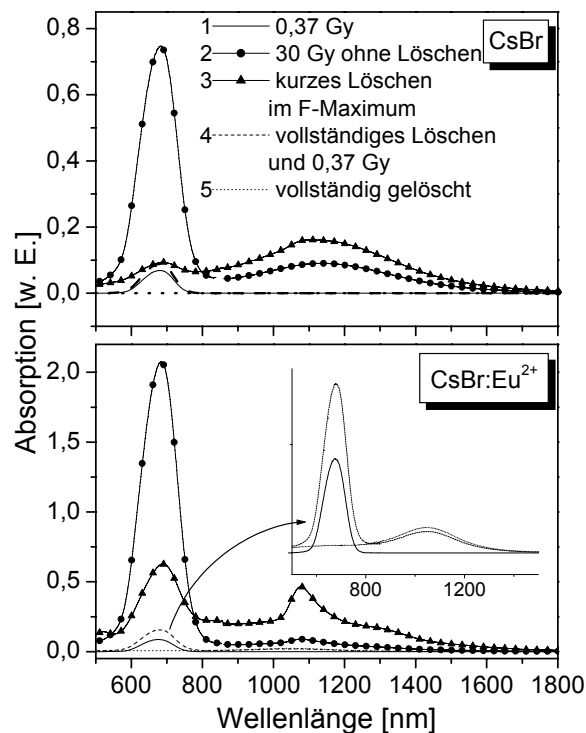 CsBr
1 0,37 Gy
2 30 Gy ohne Löschen
3 kurzes Löschen
im F-Maximum
4 vollständiges Löschen
und 0,37 Gy
5 vollständig gelöscht
0,8
0,6
0,4
0,2
0,0
Absorption [w. E.]
CsBr:Eu²⁺
2,0
1,5
1,0
0,5
0,0
800 1200
600 800 1000 1200 1400 1600 1800
Wellenlänge [nm]